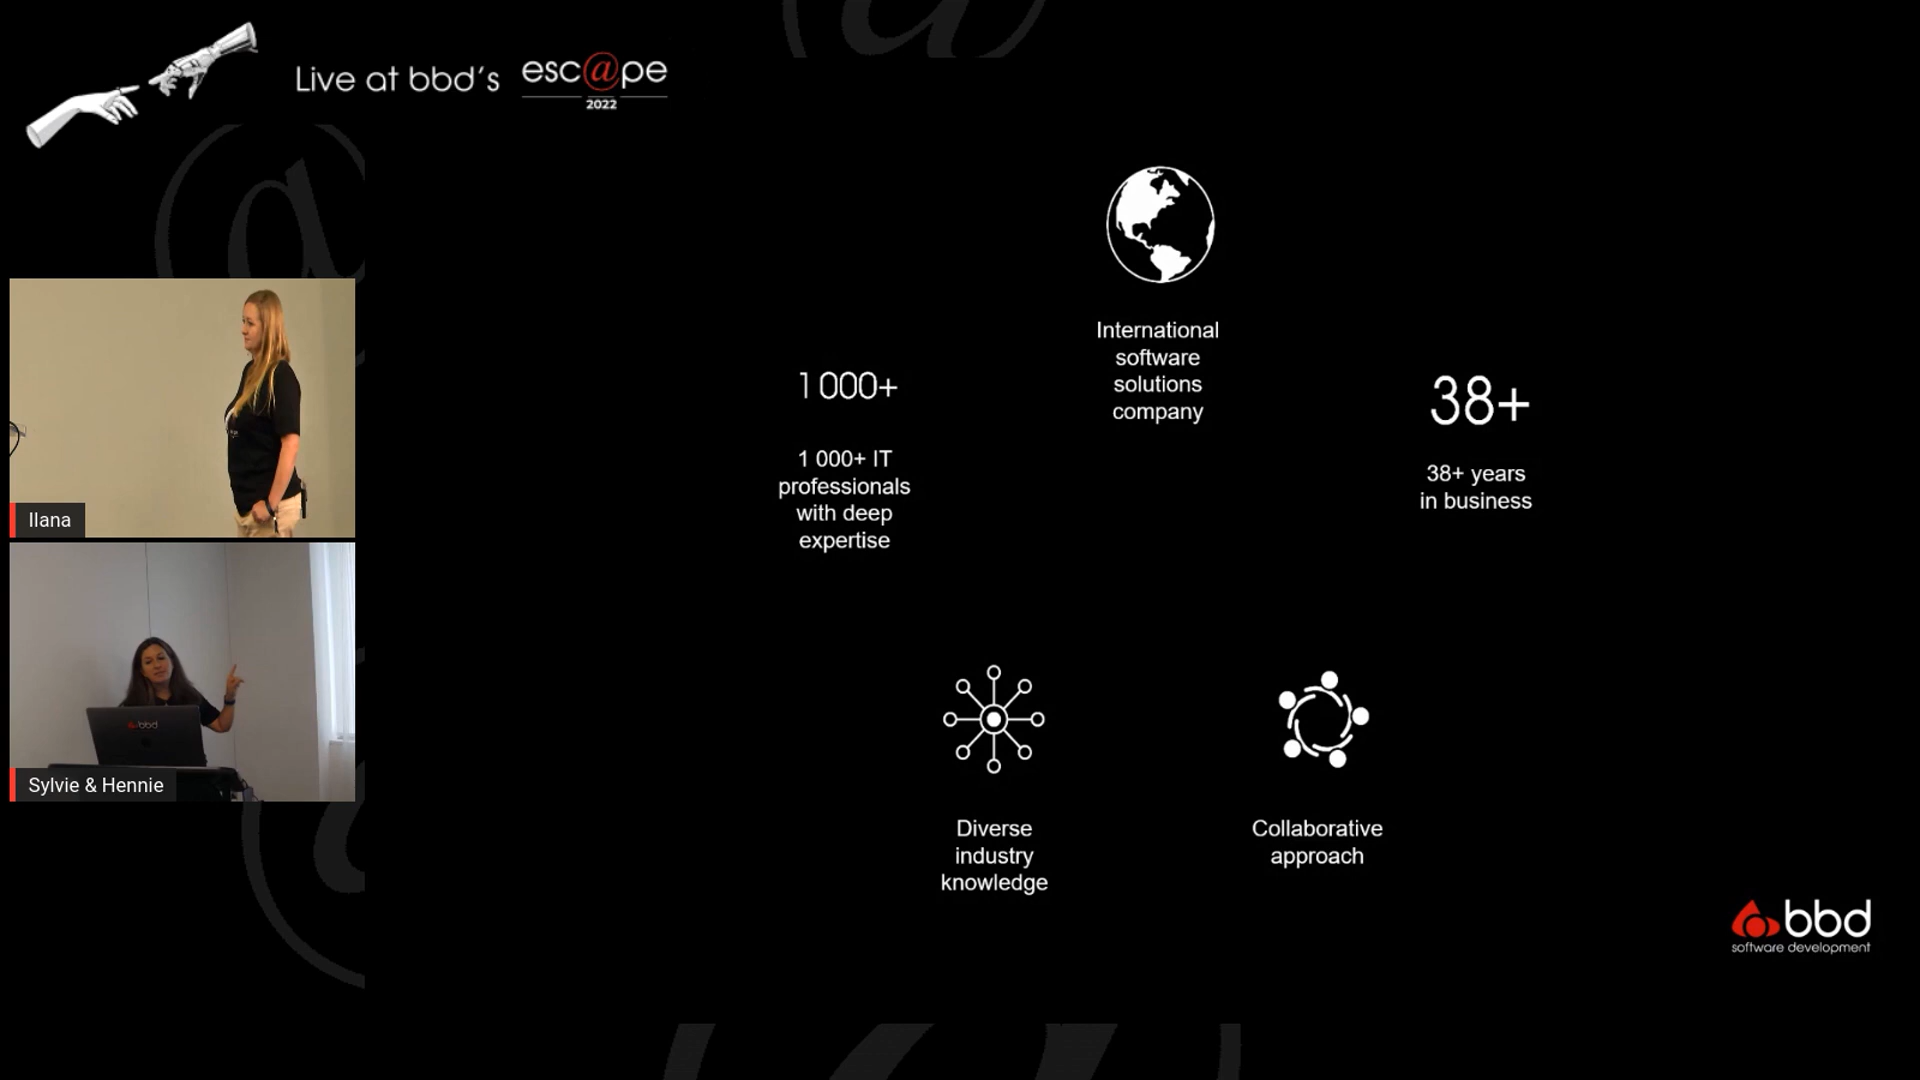 Live at bbd's esc@pe
2022
International
software
solutions
company
1 000+
1 000+ IT
professionals
with deep
expertise
38+
38+ years
in business
Ilana
bbd
Sylvie & Hennie
Diverse
industry
knowledge
Collaborative
approach
bbd
software development